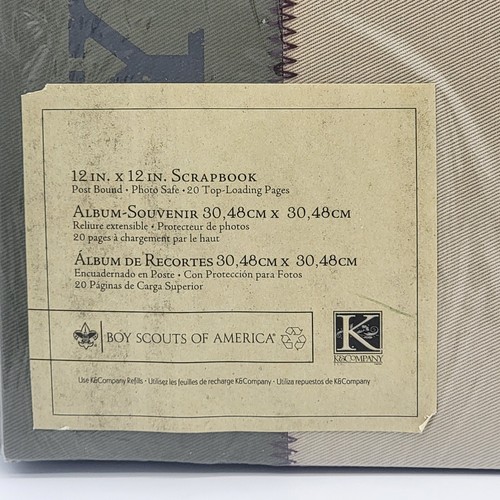 Y
12 IN. X 12 IN. SCRAPBOOK
Post Bound • Photo Safe • 20 Top-Loading Pages
ALBUM-SOUVENIR 30,48CM X 30,48CM
Reliure extensible • Protecteur de photos
20 pages à chargement par le haut
ÁLBUM DE RECORTES 30,48CM X 30,48CM
Encuadernado en Poste • Con Protección para Fotos
20 Páginas de Carga Superior
BOY SCOUTS OF AMERICA®
K
K&COMPANY
Use K&Company Refills • Utilisez les feuilles de recharge K&Company • Utiliza repuestos de K&Company